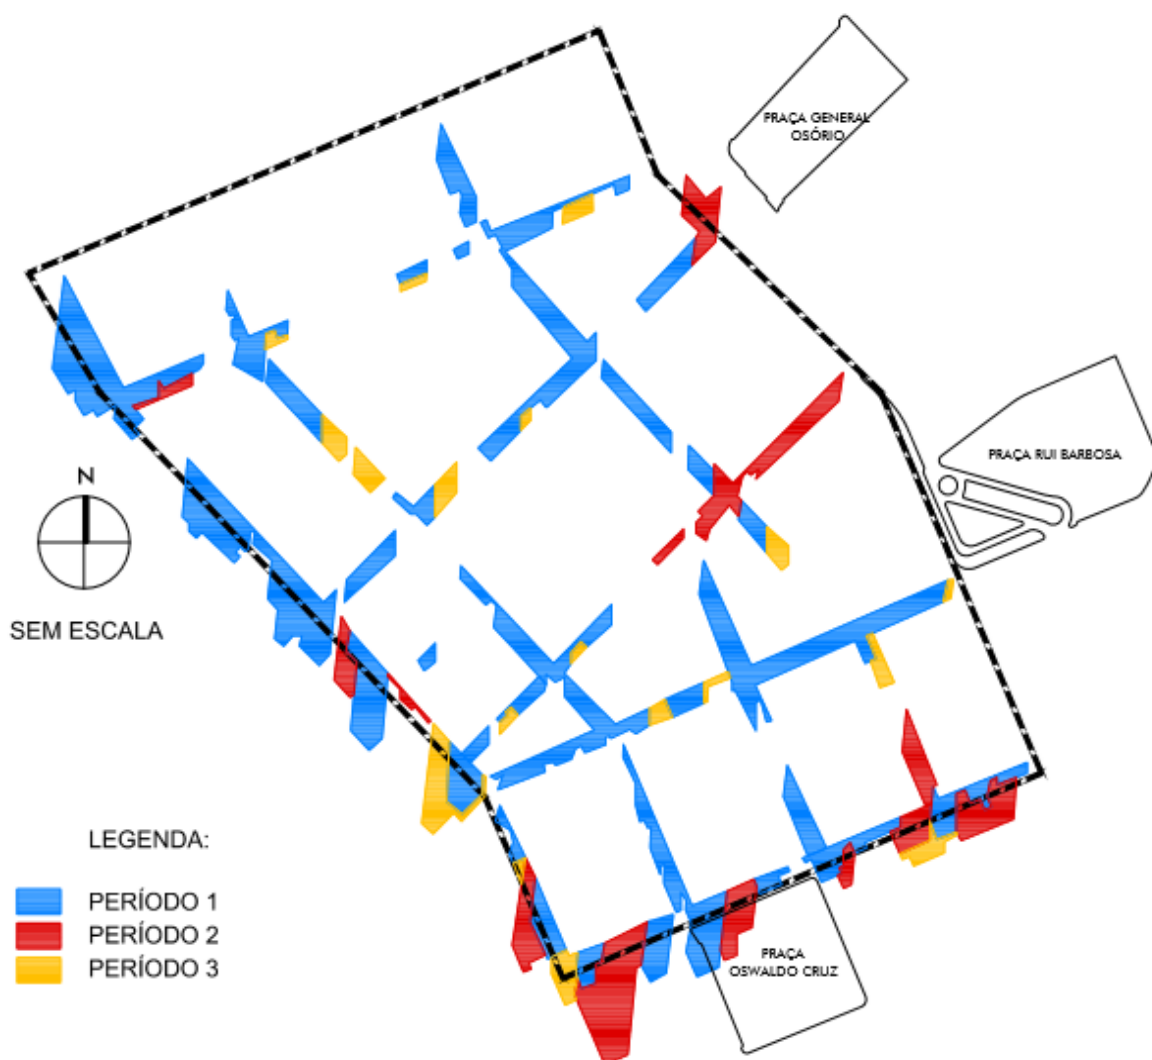 PRAÇA GENERAL
OSÓRIO
PRAÇA RUI BARBOSA
N
SEM ESCALA
LEGENDA:
PERÍODO 1
PERÍODO 2
PERÍODO 3
PRAÇA
OSWALDO CRUZ